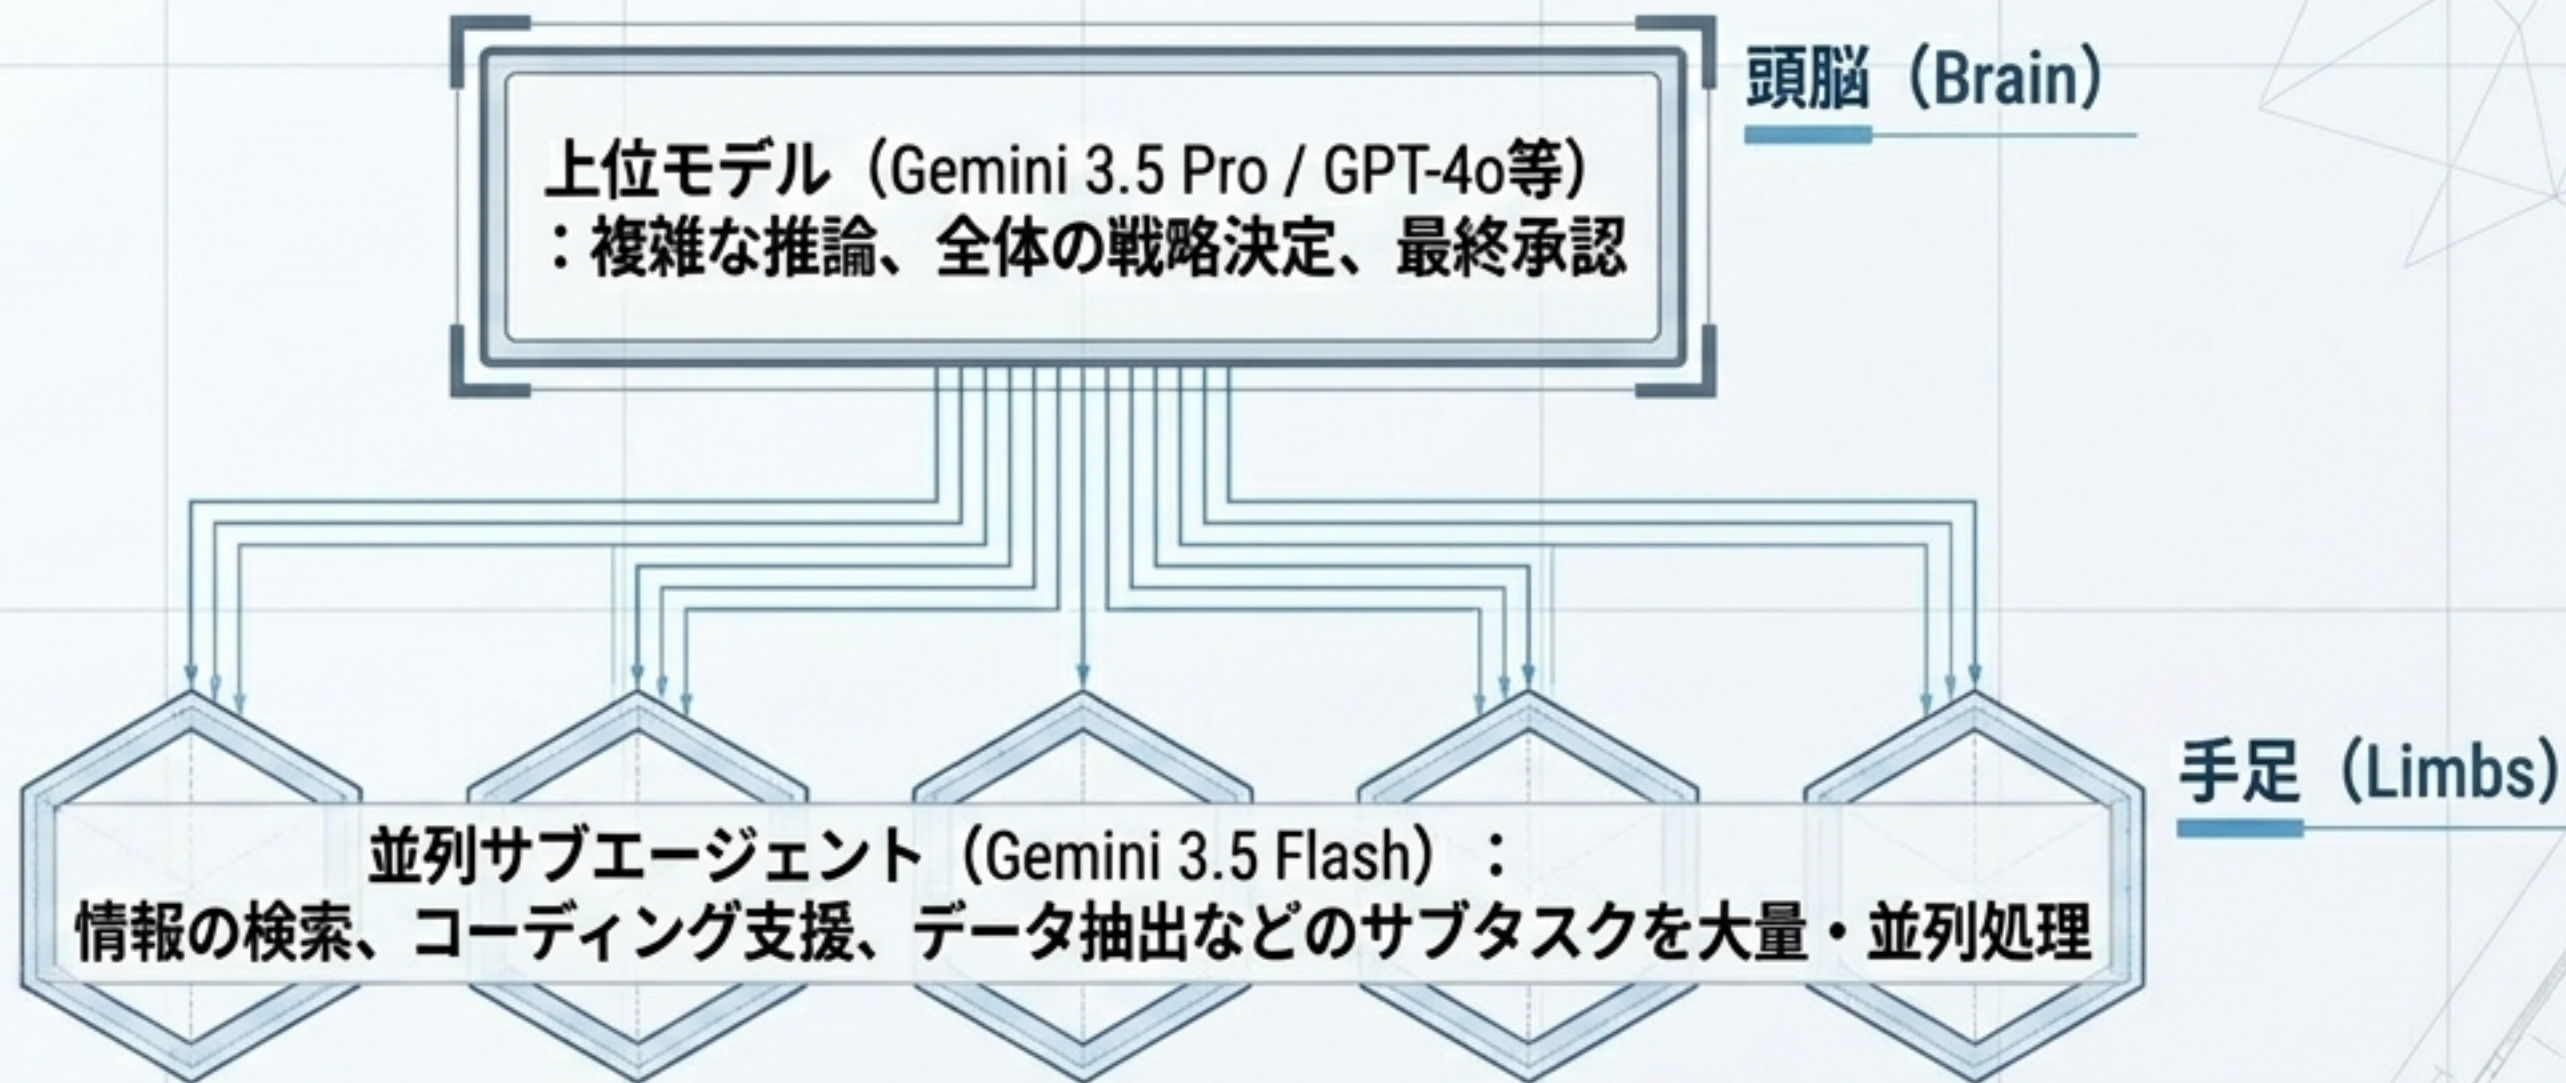 頭脳（Brain）
上位モデル（Gemini 3.5 Pro / GPT-4o等）
：複雑な推論、全体の戦略決定、最終承認
手足（Limbs）
並列サブエージェント（Gemini 3.5 Flash）：
情報の検索、コーディング支援、データ抽出などのサブタスクを大量・並列処理